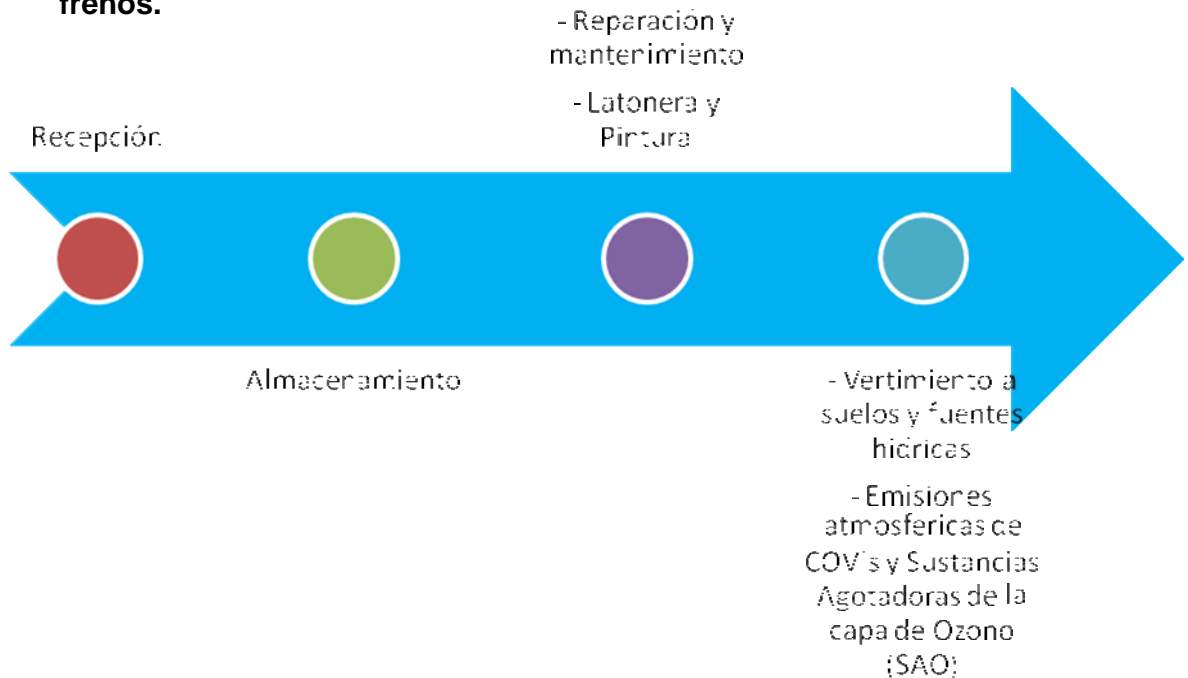 frenos.
- Reparación y
mantenimiento
- Latonera y
Pintura
Recepción
Almacenamiento
- Vertimiento a
suelos y fuentes
hidricas
- Emisiones
atmosfericas de
COV´s y Sustancias
Agotadoras de la
capa de Ozono
(SAO)